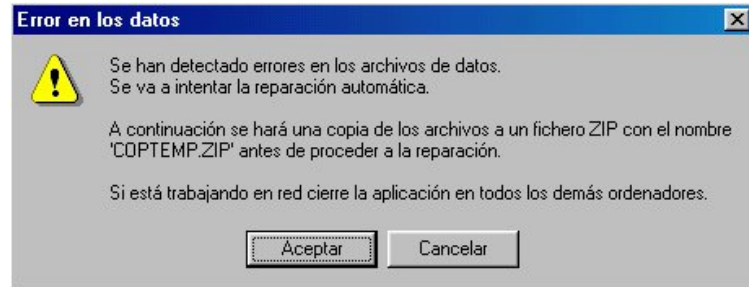 Error en los datos
Se han detectado errores en los archivos de datos.
Se va a intentar la reparación automática.
A continuación se hará una copia de los archivos a un fichero ZIP con el nombre
'COPTEMP.ZIP' antes de proceder a la reparación.
Si está trabajando en red cierre la aplicación en todos los demás ordenadores.
Aceptar
Cancelar